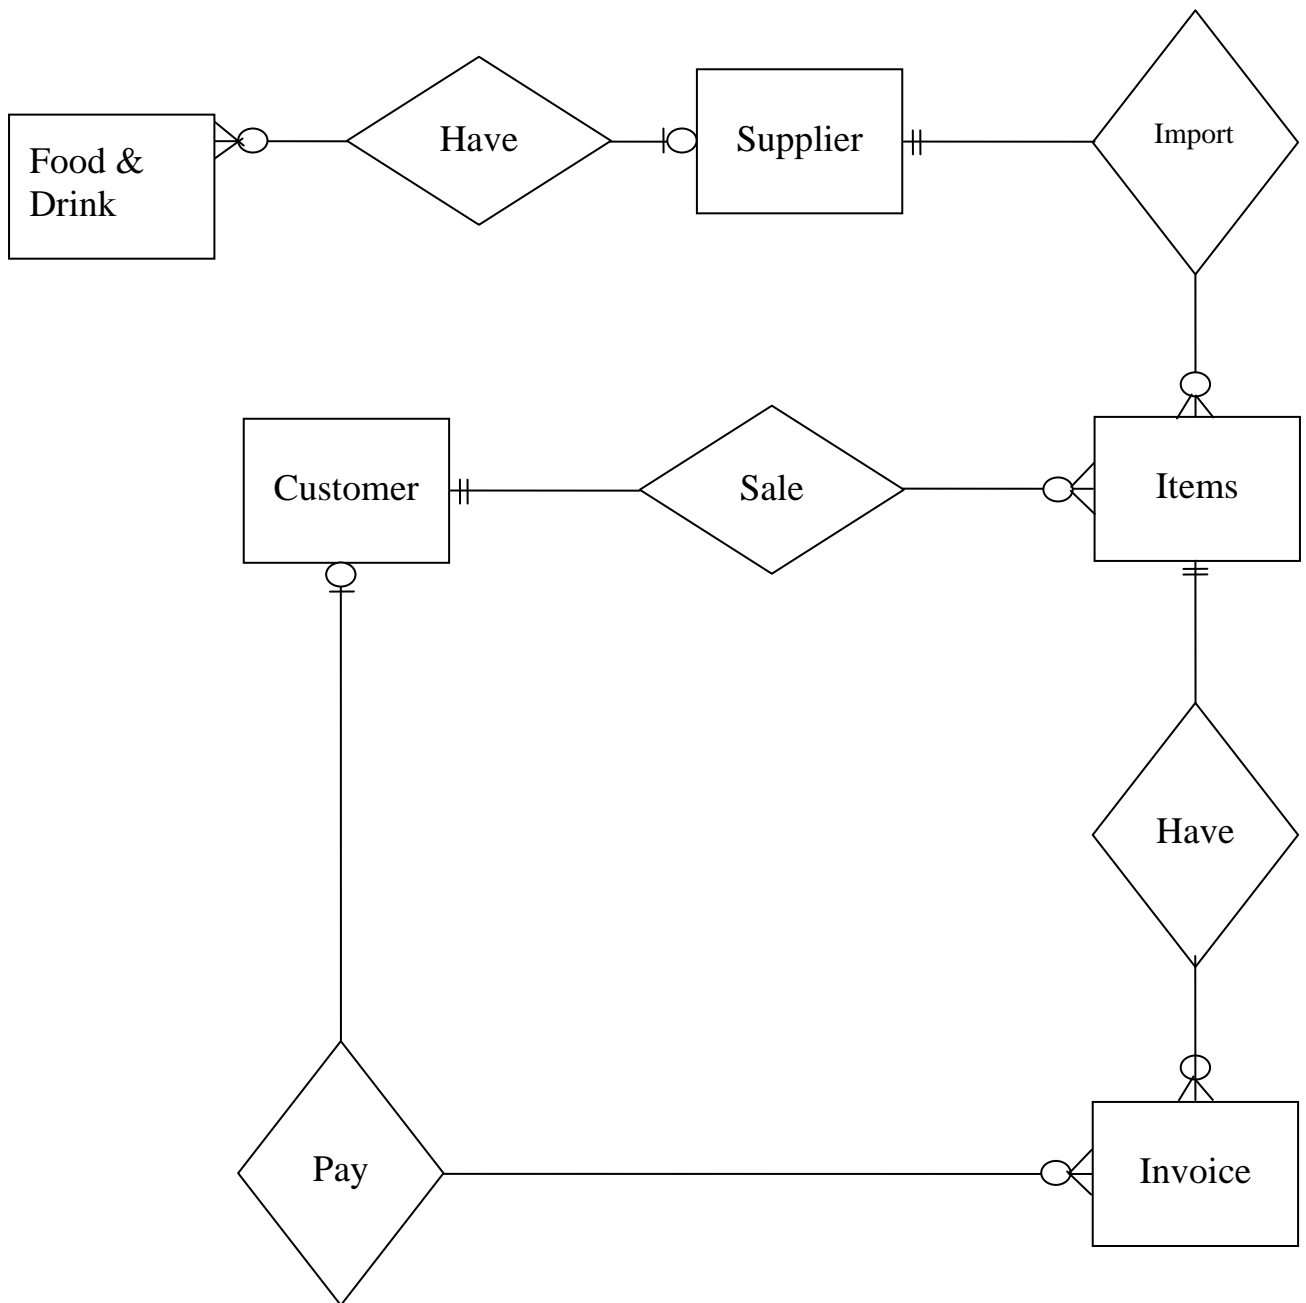 Have
Supplier
Import
Food &
Drink
Customer
Sale
Items
Have
Pay
Invoice